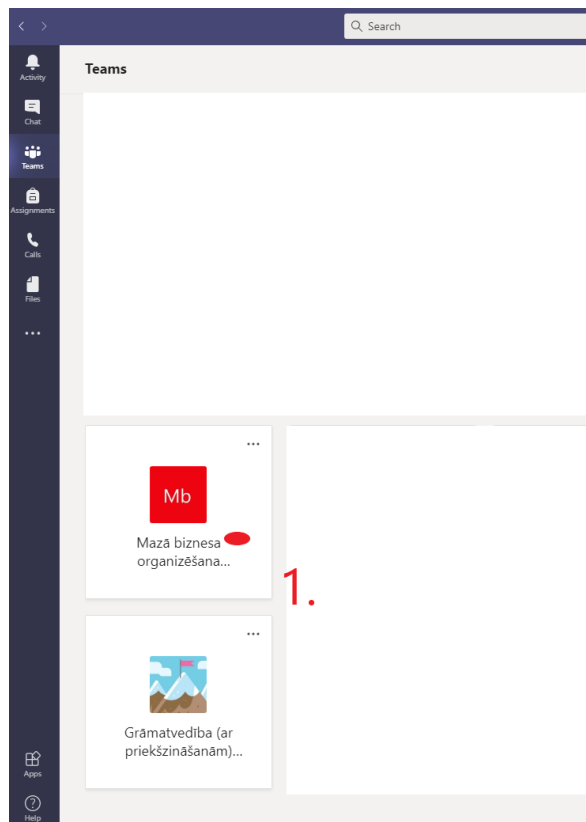 Search
Activity
Teams
Chat
Teams
Assignments
Calls
Files
...
...
Mb
Mazā biznesa
organizēšana...
1.
...
Grāmatvedība (ar
priekšzināšanām)...
Apps
Help